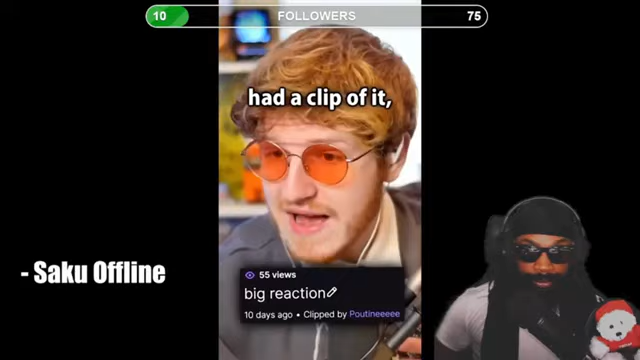 10 FOLLOWERS 75
had a clip of it,
- Saku Offline
55 views
big reaction
10 days ago • Clipped by Poutineeeee